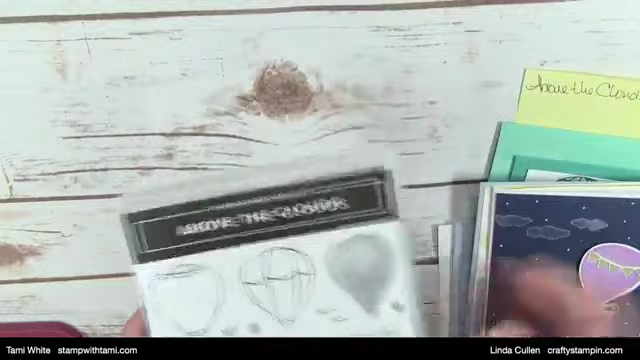 Above the Clouds
ABOVE THE CLOUDS
Tami White stampwithtami.com
Linda Cullen craftystampin.com